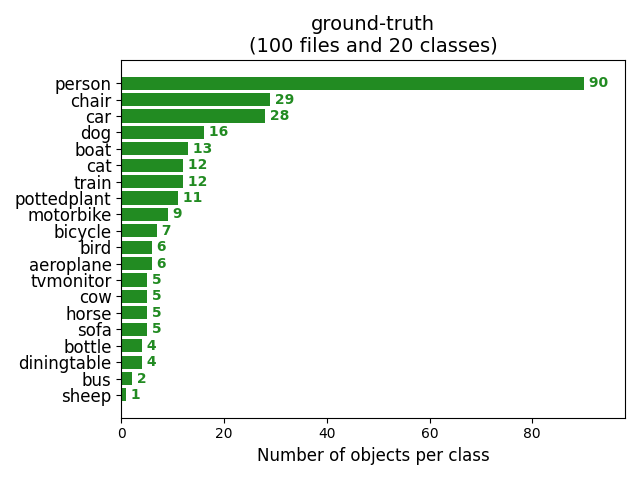 ground-truth
(100 files and 20 classes)
person 90
chair 29
car 28
dog 16
boat 13
cat 12
train 12
pottedplant 11
motorbike 9
bicycle 7
bird 6
aeroplane 6
tvmonitor 5
cow 5
horse 5
sofa 5
bottle 4
diningtable 4
bus 2
sheep 1
0 20 40 60 80
Number of objects per class